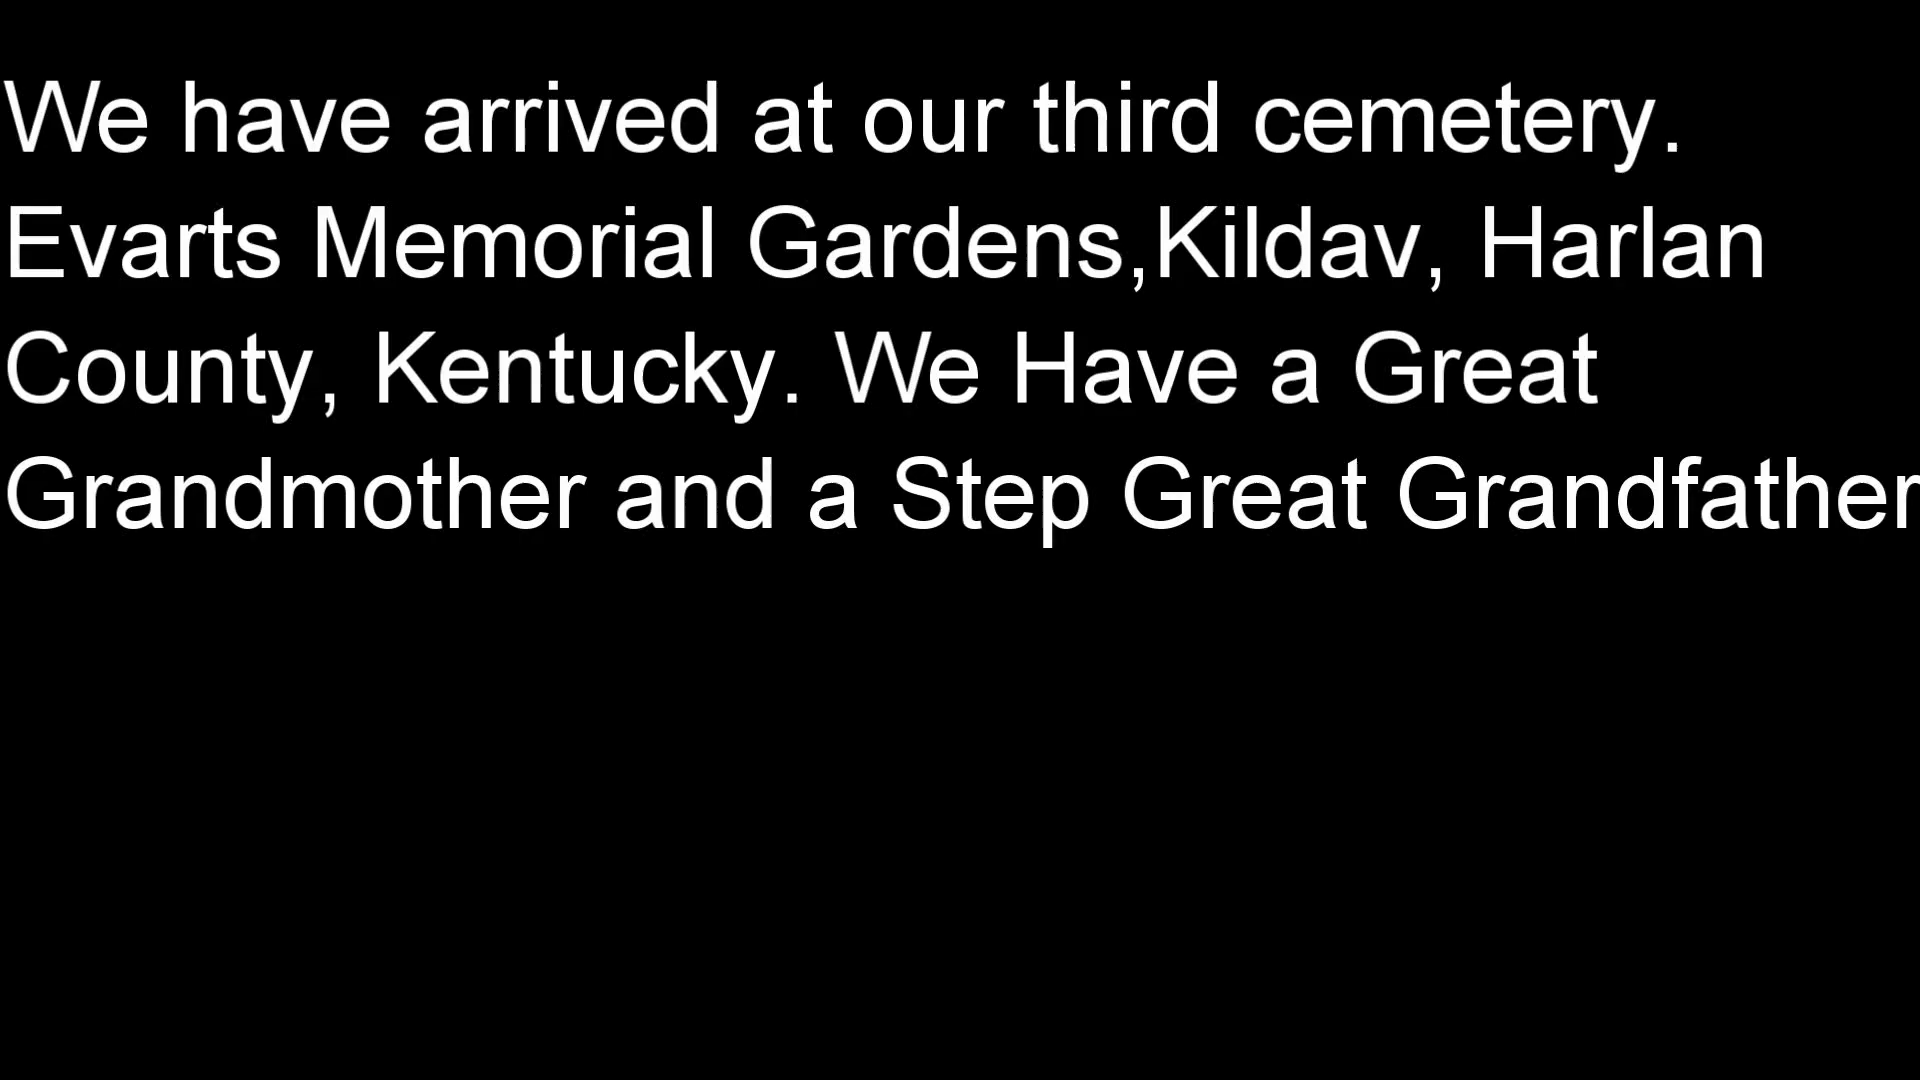 We have arrived at our third cemetery.
Evarts Memorial Gardens,Kildav, Harlan
County, Kentucky. We Have a Great
Grandmother and a Step Great Grandfather